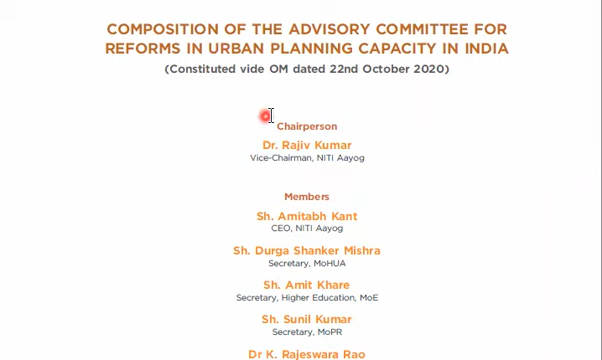 COMPOSITION OF THE ADVISORY COMMITTEE FOR
REFORMS IN URBAN PLANNING CAPACITY IN INDIA
(Constituted vide OM dated 22nd October 2020)
Chairperson
Dr. Rajiv Kumar
Vice-Chairman, NITI Aayog
Members
Sh. Amitabh Kant
CEO, NITI Aayog
Sh. Durga Shanker Mishra
Secretary, MoHUA
Sh. Amit Khare
Secretary, Higher Education, MoE
Sh. Sunil Kumar
Secretary, MoPR
Dr K. Rajeswara Rao